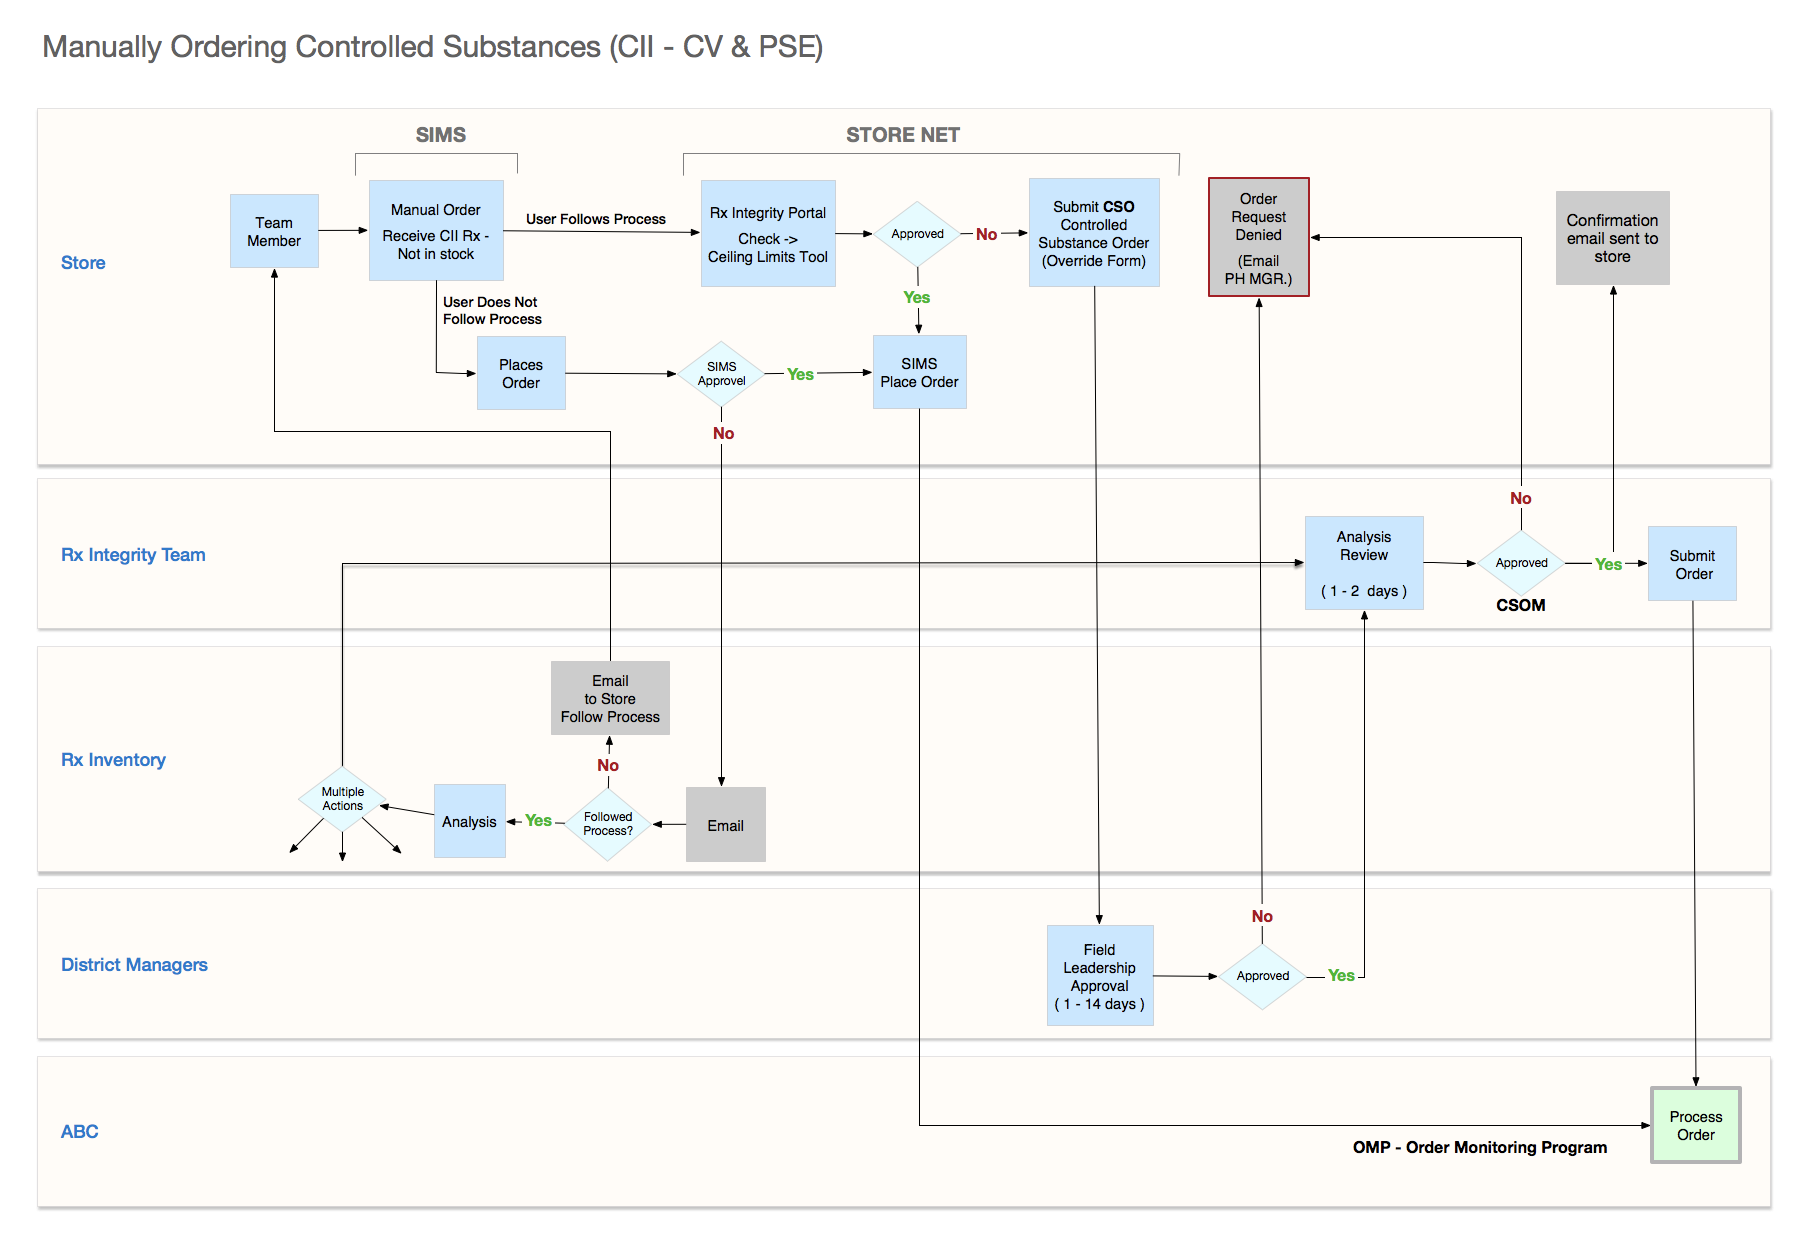 Manually Ordering Controlled Substances (CII - CV & PSE)
SIMS
STORE NET
Store
Team
Member
Manual Order
Receive CII Rx -
Not in stock
User Follows Process
Rx Integrity Portal
Check ->
Ceiling Limits Tool
Approved
No
Submit CSO
Controlled
Substance Order
(Override Form)
Order
Request
Denied
(Email
PH MGR.)
Confirmation
email sent to
store
User Does Not
Follow Process
Yes
Places
Order
SIMS
Approvel
Yes
SIMS
Place Order
No
Rx Integrity Team
Analysis
Review
( 1 - 2 days )
No
Approved
CSOM
Yes
Submit
Order
Rx Inventory
Email
to Store
Follow Process
No
Multiple
Actions
Analysis
Yes
Followed
Process?
Email
District Managers
Field
Leadership
Approval
( 1 - 14 days )
No
Approved
Yes
ABC
Process
Order
OMP - Order Monitoring Program